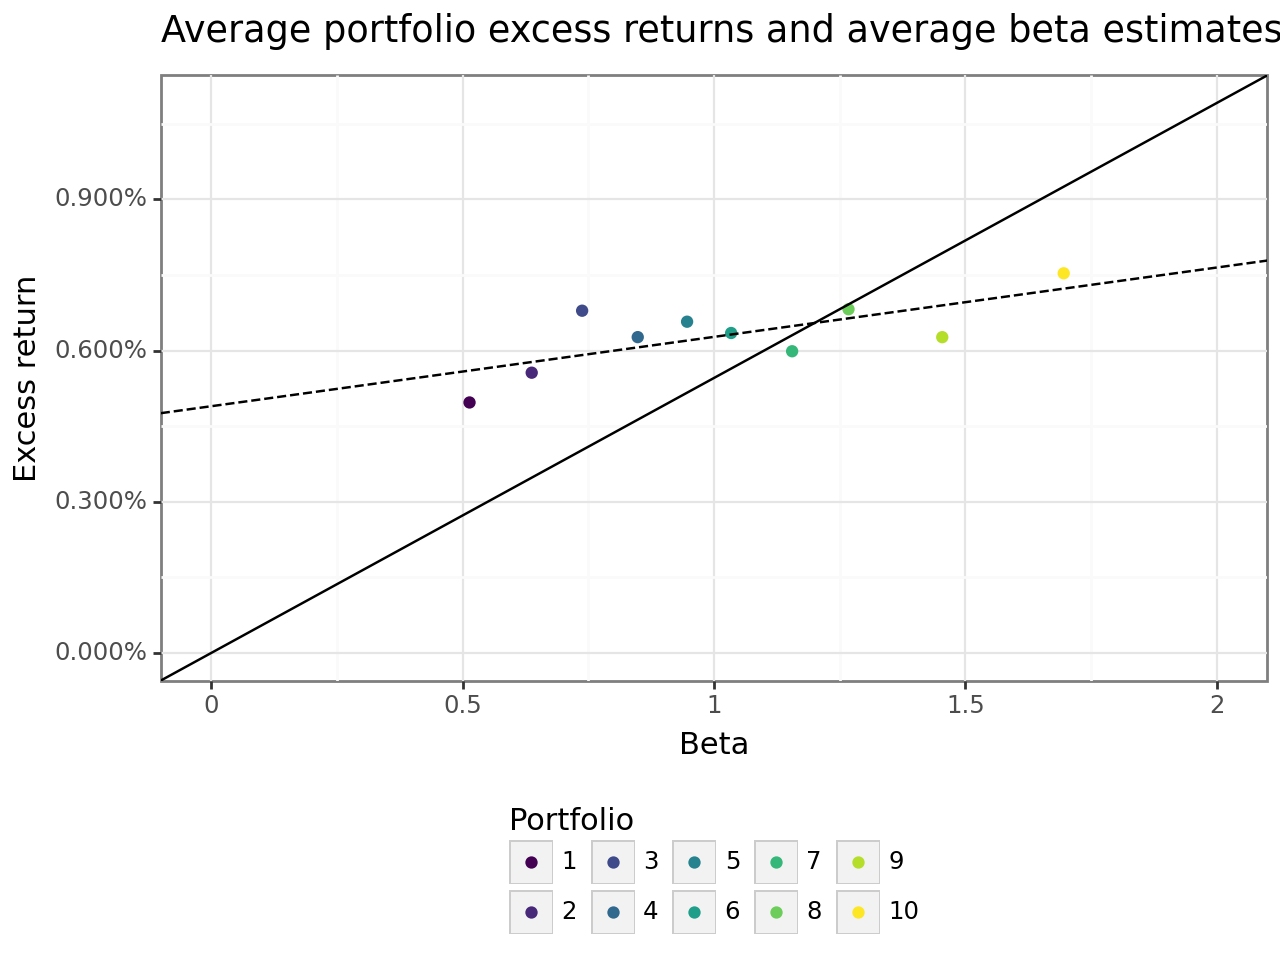 Average portfolio excess returns and average beta estimates
0.900%
0.600%
0.300%
0.000%
Excess return
0 0.5 1 1.5 2
Beta
Portfolio
1 3 5 7 9
2 4 6 8 10